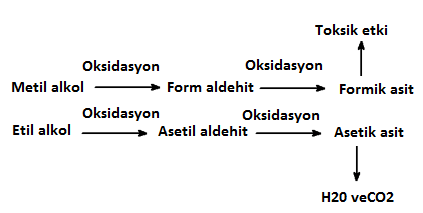 Toksik etki
Oksidasyon Oksidasyon
Metil alkol Form aldehit Formik asit
Oksidasyon Oksidasyon
Etil alkol Asetil aldehit Asetik asit
H20 veCO2